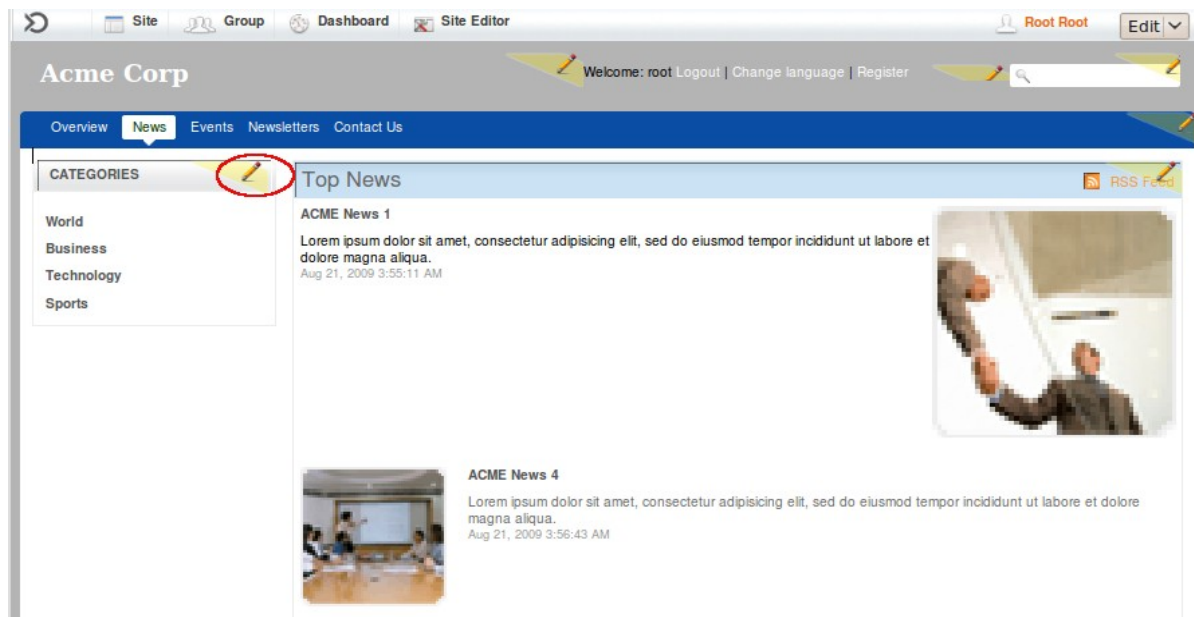 Site Group Dashboard Site Editor Root Root Edit
Acme Corp
Welcome: root Logout | Change language | Register
Overview News Events Newsletters Contact Us
CATEGORIES
World
Business
Technology
Sports
Top News
RSS Feed
ACME News 1
Lorem ipsum dolor sit amet, consectetur adipisicing elit, sed do eiusmod tempor incididunt ut labore et
dolore magna aliqua.
Aug 21, 2009 3:55:11 AM
ACME News 4
Lorem ipsum dolor sit amet, consectetur adipisicing elit, sed do eiusmod tempor incididunt ut labore et dolore
magna aliqua.
Aug 21, 2009 3:56:43 AM